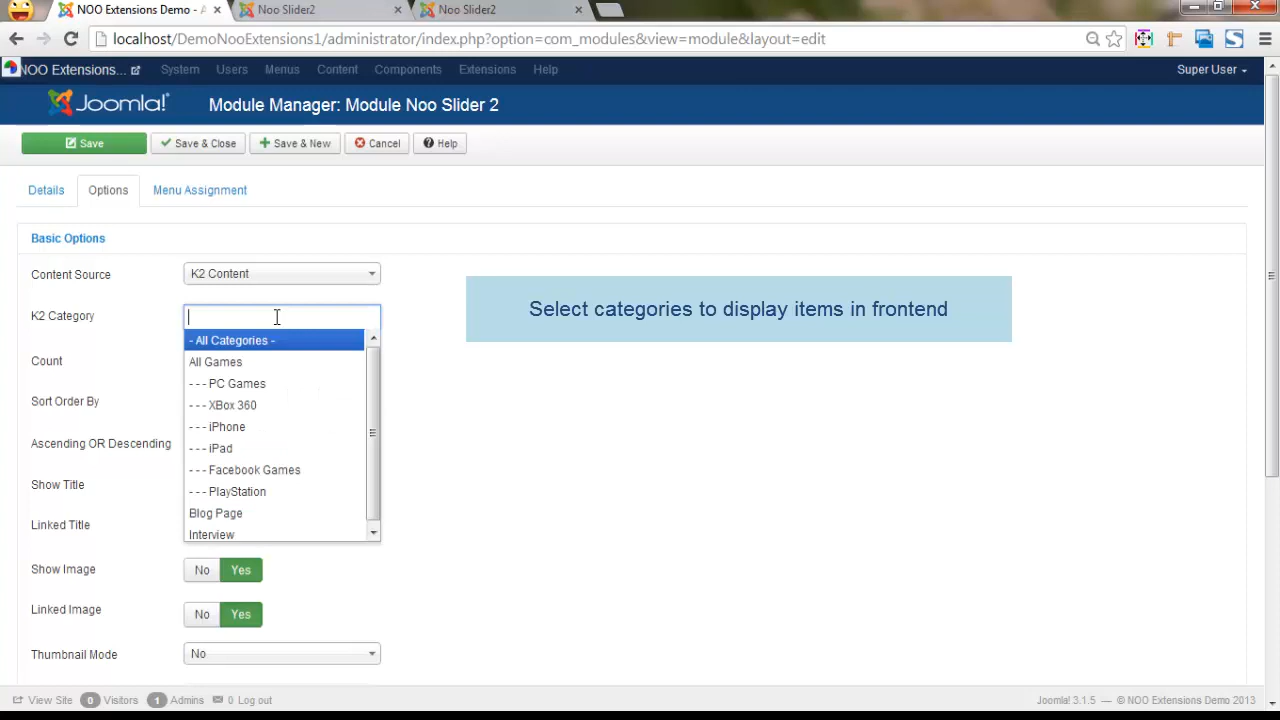 NOO Extensions Demo - A
Noo Slider2
Noo Slider2
localhost/DemoNooExtensions1/administrator/index.php?option=com_modules&view=module&layout=edit
NOO Extensions...
System
Users
Menus
Content
Components
Extensions
Help
Super User
Joomla!
Module Manager: Module Noo Slider 2
Save
Save & Close
Save & New
Cancel
Help
Details
Options
Menu Assignment
Basic Options
Content Source
K2 Content
Select categories to display items in frontend
K2 Category
- All Categories -
All Games
- - - PC Games
- - - XBox 360
- - - iPhone
- - - iPad
- - - Facebook Games
- - - PlayStation
Blog Page
Interview
Count
Sort Order By
Ascending OR Descending
Show Title
Linked Title
Show Image
No Yes
Linked Image
No Yes
Thumbnail Mode
No
View Site
0 Visitors
1 Admins
0
Log out
Joomla! 3.1.5 — © NOO Extensions Demo 2013